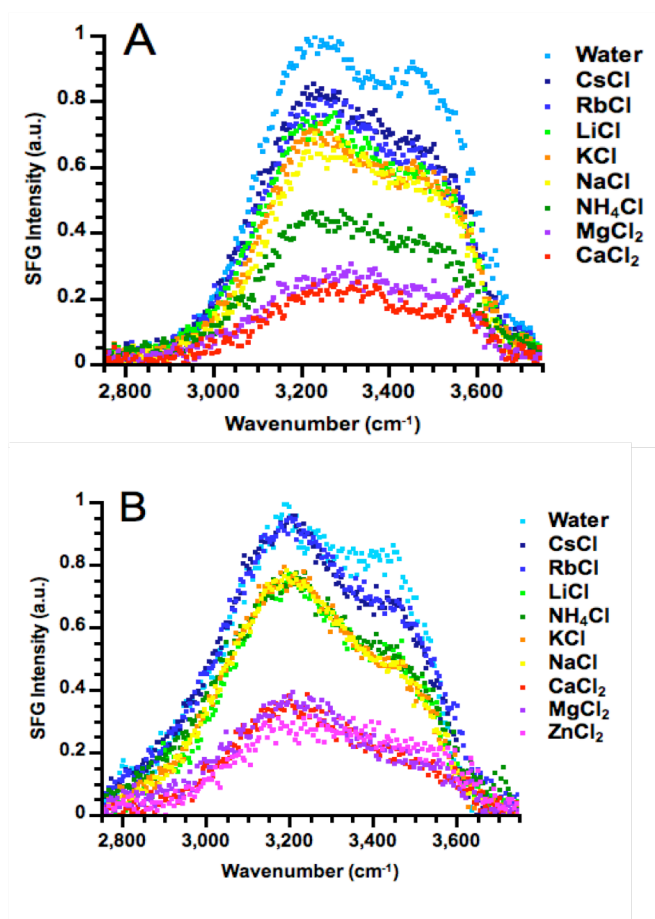 A
1
0.8
0.6
0.4
0.2
0
SFG Intensity (a.u.)
2,800 3,000 3,200 3,400 3,600
Wavenumber (cm⁻¹)
Water
CsCl
RbCl
LiCl
KCl
NaCl
NH₄Cl
MgCl₂
CaCl₂
B
1
0.8
0.6
0.4
0.2
0
SFG Intensity (a.u.)
2,800 3,000 3,200 3,400 3,600
Wavenumber (cm⁻¹)
Water
CsCl
RbCl
LiCl
NH₄Cl
KCl
NaCl
CaCl₂
MgCl₂
ZnCl₂